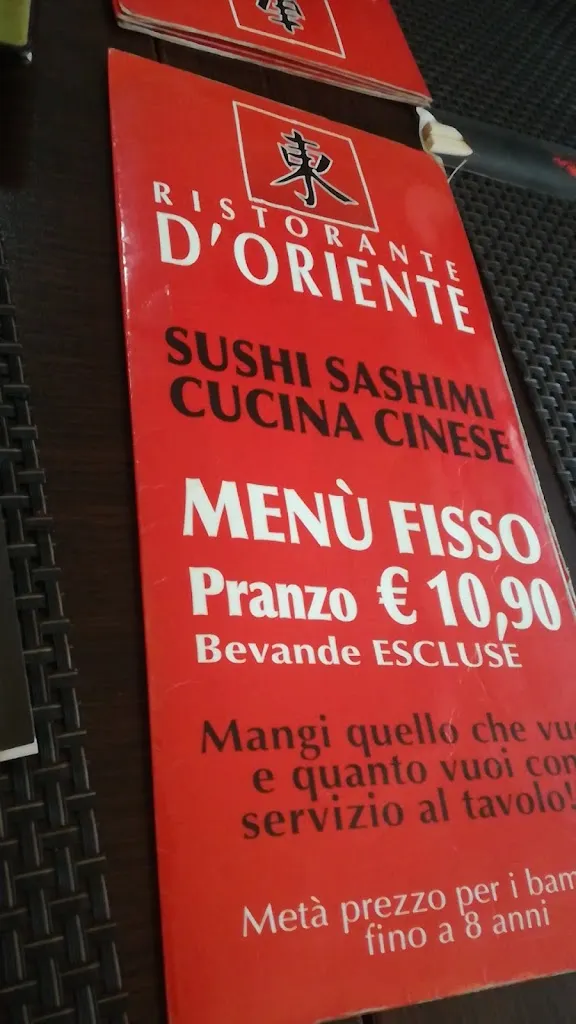 東
RISTORANTE
D'ORIENTE
SUSHI SASHIMI
CUCINA CINESE
MENÙ FISSO
Pranzo € 10,90
Bevande ESCLUSE
Mangi quello che
e quanto vuoi con
servizio al tavolo!
Metà prezzo per i
fino a 8 anni